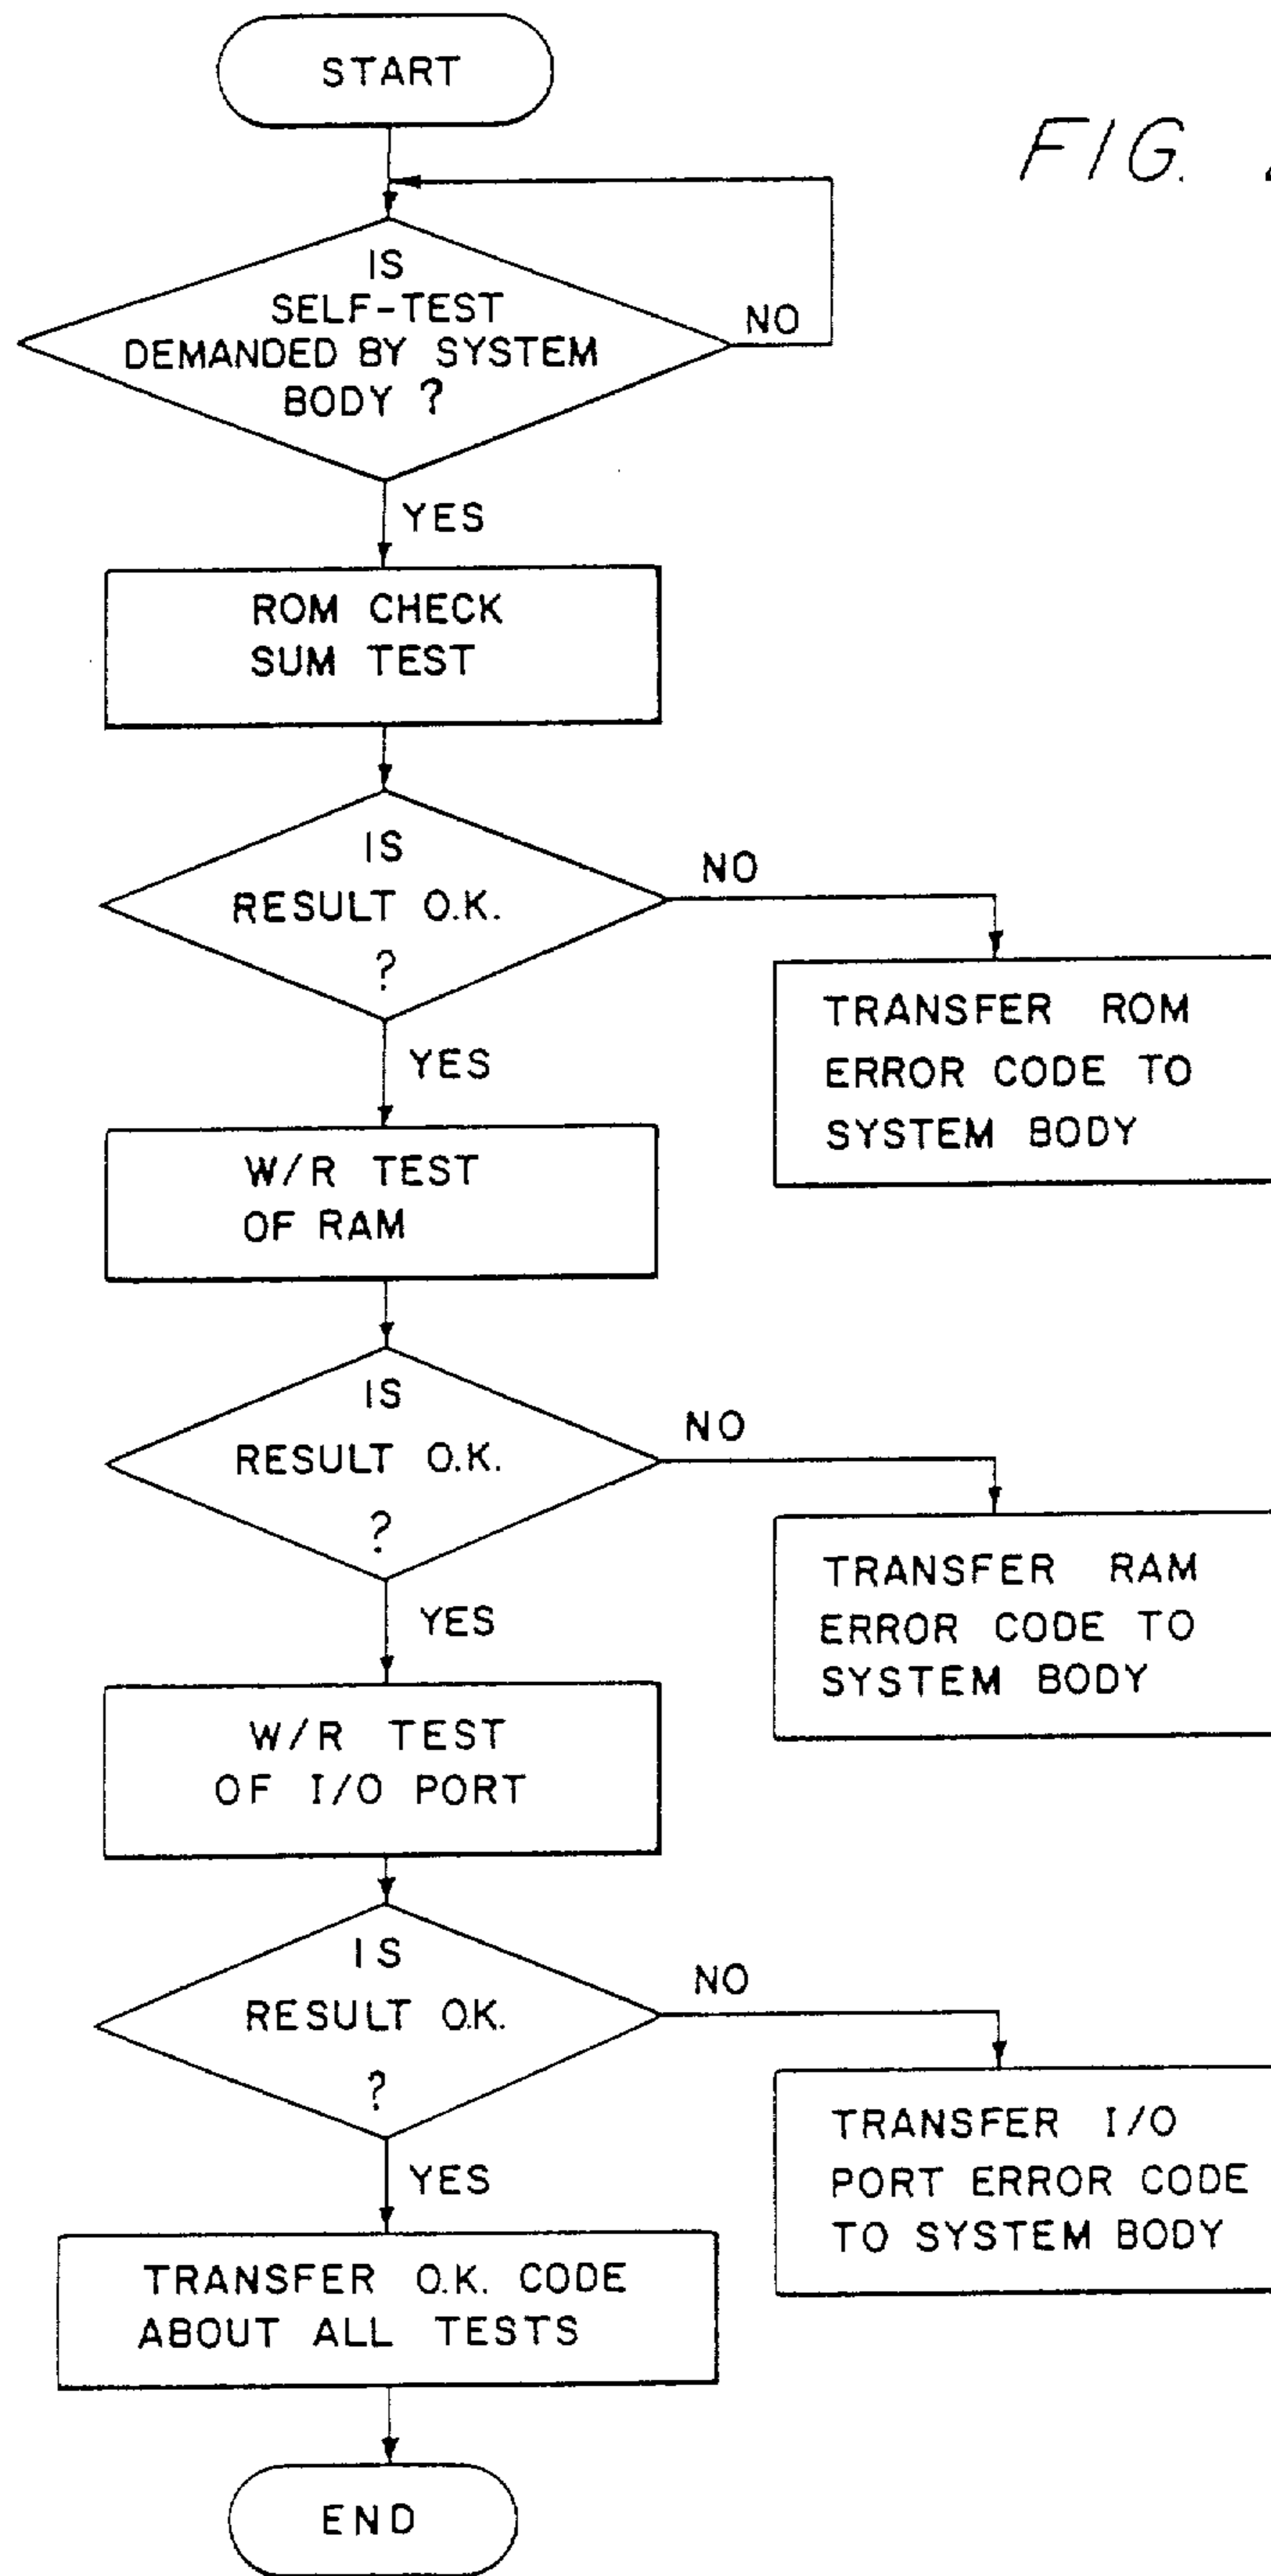 START
FIG.
IS
SELF-TEST
DEMANDED BY SYSTEM
BODY ?
NO
YES
ROM CHECK
SUM TEST
IS
RESULT O.K.
?
NO
YES
TRANSFER ROM
ERROR CODE TO
SYSTEM BODY
W/R TEST
OF RAM
IS
RESULT O.K.
?
NO
YES
TRANSFER RAM
ERROR CODE TO
SYSTEM BODY
W/R TEST
OF I/O PORT
IS
RESULT O.K.
?
NO
YES
TRANSFER I/O
PORT ERROR CODE
TO SYSTEM BODY
TRANSFER O.K. CODE
ABOUT ALL TESTS
END